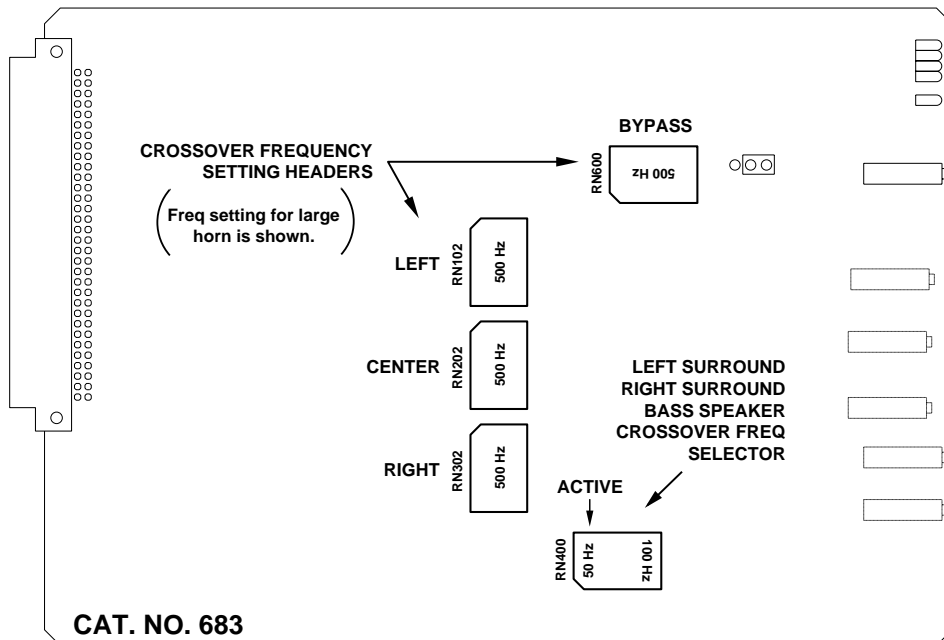 BYPASS
CROSSOVER FREQUENCY
SETTING HEADERS
RN600
500 Hz
(Freq setting for large
horn is shown.)
LEFT
RN102
500 Hz
CENTER
RN202
500 Hz
LEFT SURROUND
RIGHT SURROUND
BASS SPEAKER
CROSSOVER FREQ
SELECTOR
RIGHT
RN302
500 Hz
ACTIVE
RN400
50 Hz
100 Hz
CAT. NO. 683